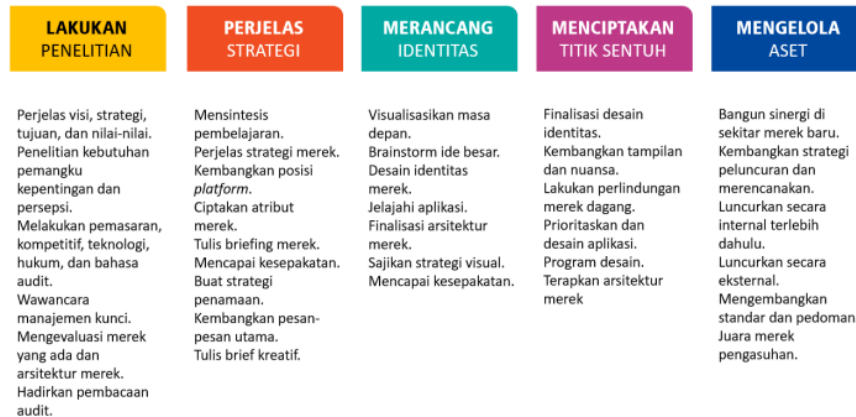 LAKUKAN
PENELITIAN
Perjelas visi, strategi,
tujuan, dan nilai-nilai.
Penelitian kebutuhan
pemangku
kepentingan dan
persepsi.
Melakukan pemasaran,
kompetitif, teknologi,
hukum, dan bahasa
audit.
Wawancara
manajemen kunci.
Mengevaluasi merek
yang ada dan
arsitektur merek.
Hadirkan pembacaan
audit.
PERJELAS
STRATEGI
Mensintesis
pembelajaran.
Perjelas strategi merek.
Kembangkan posisi
platform.
Ciptakan atribut
merek.
Tulis briefing merek.
Mencapai kesepakatan.
Buat strategi
penamaan.
Kembangkan pesan-
pesan utama.
Tulis brief kreatif.
MERANCANG
IDENTITAS
Visualisasikan masa
depan.
Brainstorm ide besar.
Desain identitas
merek.
Jelajahi aplikasi.
Finalisasi arsitektur
merek.
Sajikan strategi visual.
Mencapai kesepakatan.
MENCIPTAKAN
TITIK SENTUH
Finalisasi desain
identitas.
Kembangkan tampilan
dan nuansa.
Lakukan perlindungan
merek dagang.
Prioritaskan dan
desain aplikasi.
Program desain.
Terapkan arsitektur
merek
MENGELOLA
ASET
Bangun sinergi di
sekitar merek baru.
Kembangkan strategi
peluncuran dan
merencanakan.
Luncurkan secara
internal terlebih
dahulu.
Luncurkan secara
eksternal.
Mengembangkan
standar dan pedoman
Juara merek
pengasuhan.